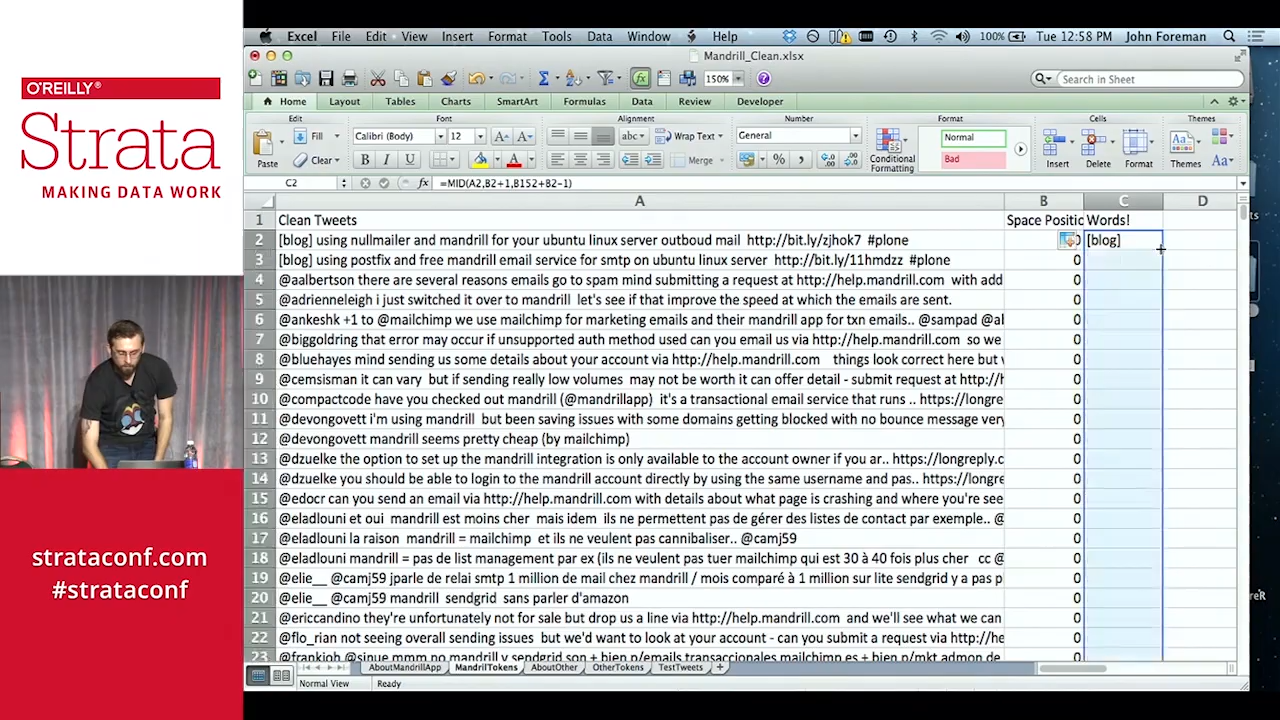 O'REILLY®
Strata
MAKING DATA WORK
strataconf.com
#strataconf
Excel File Edit View Insert Format Tools Data Window Help
100% Tue 12:58 PM John Foreman
Mandrill_Clean.xlsx
150%
Search in Sheet
Home Layout Tables Charts SmartArt Formulas Data Review Developer
Edit Font Alignment Number Format Cells Themes
Paste Fill Clear Calibri (Body) 12 A A abc Wrap Text General Conditional Formatting Normal Insert Delete Format Themes Aa
B I U A Merge % Bad
C2 fx =MID(A2,B2+1,B152+B2-1)
A B C D
1 Clean Tweets Space Positio Words!
2 [blog] using nullmailer and mandrill for your ubuntu linux server outboud mail http://bit.ly/zjhok7 #plone [blog]
3 [blog] using postfix and free mandrill email service for smtp on ubuntu linux server http://bit.ly/11hmdzz #plone 0
4 @aalbertson there are several reasons emails go to spam mind submitting a request at http://help.mandrill.com with add 0
5 @adrienneleigh i just switched it over to mandrill let's see if that improve the speed at which the emails are sent. 0
6 @ankeshk +1 to @mailchimp we use mailchimp for marketing emails and their mandrill app for txn emails.. @sampad @al 0
7 @biggoldring that error may occur if unsupported auth method used can you email us via http://help.mandrill.com so we 0
8 @bluehayes mind sending us some details about your account via http://help.mandrill.com things look correct here but 0
9 @cemsisman it can vary but if sending really low volumes may not be worth it can offer detail - submit request at http://h 0
10 @compactcode have you checked out mandrill (@mandrillapp) it's a transactional email service that runs .. https://longre 0
11 @devongovett i'm using mandrill but been saving issues with some domains getting blocked with no bounce message very 0
12 @devongovett mandrill seems pretty cheap (by mailchimp) 0
13 @dzuelke the option to set up the mandrill integration is only available to the account owner if you ar.. https://longreply.c 0
14 @dzuelke you should be able to login to the mandrill account directly by using the same username and pas.. https://longre 0
15 @edocr can you send an email via http://help.mandrill.com with details about what page is crashing and where you're see 0
16 @eladlouni et oui mandrill est moins cher mais idem ils ne permettent pas de gérer des listes de contact par exemple.. @ 0
17 @eladlouni la raison mandrill = mailchimp et ils ne veulent pas cannibaliser.. @camj59 0
18 @eladlouni mandrill = pas de list management par ex (ils ne veulent pas tuer mailchimp qui est 30 à 40 fois plus cher cc @ 0
19 @elie__ @camj59 jparle de relai smtp 1 million de mail chez mandrill / mois comparé à 1 million sur lite sendgrid y a pas p 0
20 @elie__ @camj59 mandrill sendgrid sans parler d'amazon 0
21 @ericcandino they're unfortunately not for sale but drop us a line via http://help.mandrill.com and we'll see what we can 0
22 @flo_rian not seeing overall sending issues but we'd want to look at your account - can you submit a request via http://he 0
23
AboutMandrillApp MandrillTokens AboutOther OtherTokens TestTweets +
Normal View Ready